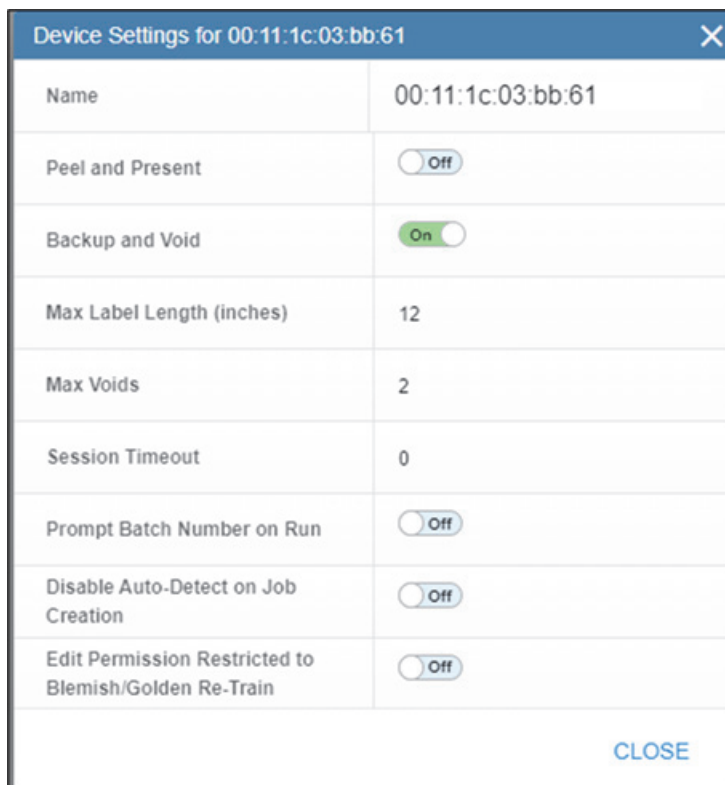 Device Settings for 00:11:1c:03:bb:61
Name 00:11:1c:03:bb:61
Peel and Present Off
Backup and Void On
Max Label Length (inches) 12
Max Voids 2
Session Timeout 0
Prompt Batch Number on Run Off
Disable Auto-Detect on Job
Creation Off
Edit Permission Restricted to
Blemish/Golden Re-Train Off
CLOSE